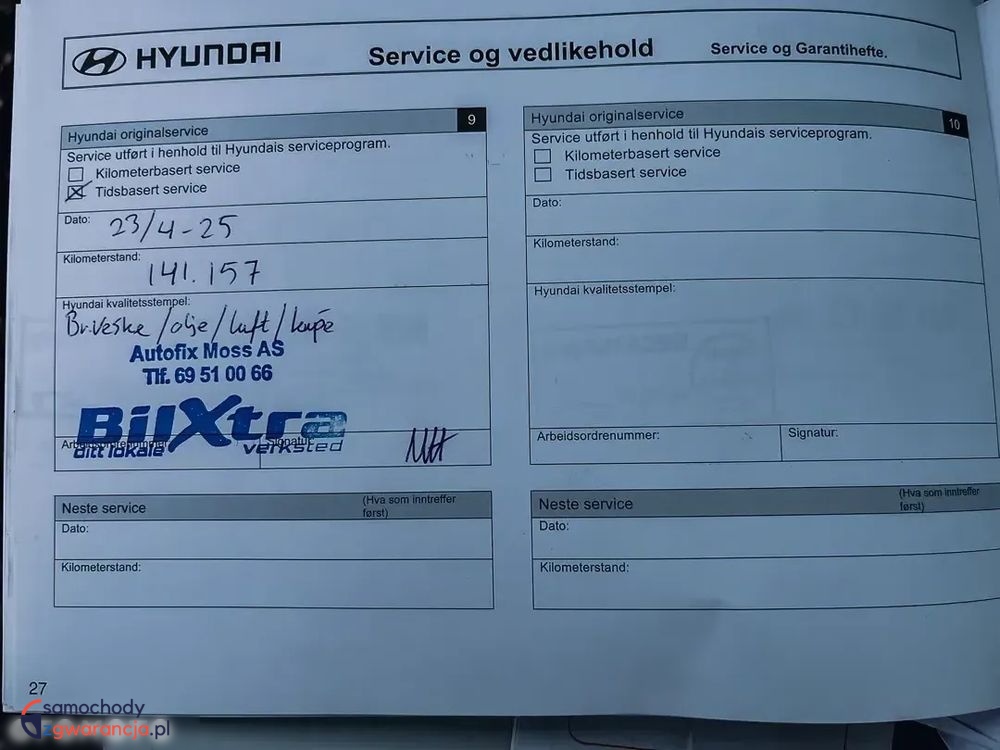 HYUNDAI
Service og vedlikehold
Service og Garantihefte.
Hyundai originalservice
9
Service utført i henhold til Hyundais serviceprogram.
Kilometerbasert service
Tidsbasert service
Dato: 23/4-25
Kilometerstand: 141.157
Hyundai kvalitetsstempel:
Br.veske/olje/luft/kupé
Autofix Moss AS
Tlf. 69 51 00 66
BilXtra
Arbeidsordrenummer:
Signatur:
ditt lokale verksted
Neste service
(Hva som inntreffer
først)
Dato:
Kilometerstand:
Hyundai originalservice
10
Service utført i henhold til Hyundais serviceprogram.
Kilometerbasert service
Tidsbasert service
Dato:
Kilometerstand:
Hyundai kvalitetsstempel:
Arbeidsordrenummer:
Signatur:
Neste service
(Hva som inntreffer
først)
Dato:
Kilometerstand:
27
samochody
zgwarancja.pl